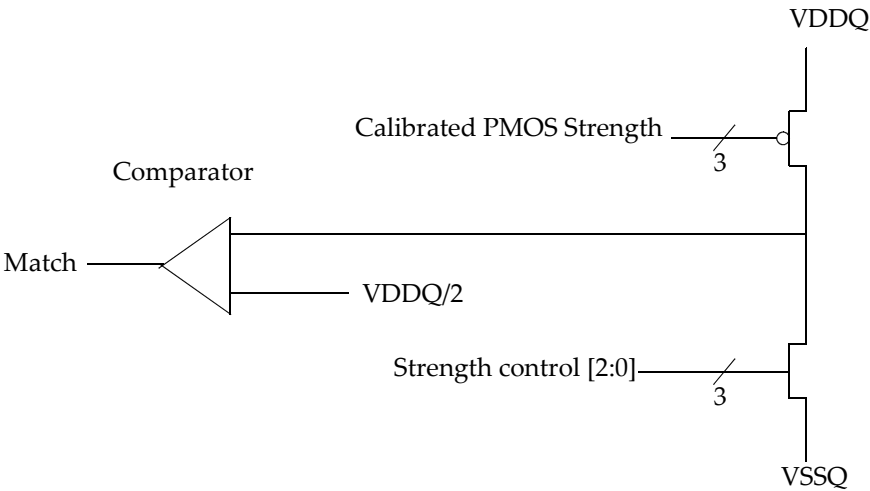 VDDQ
Calibrated PMOS Strength
3
Comparator
Match
VDDQ/2
Strength control [2:0]
3
VSSQ